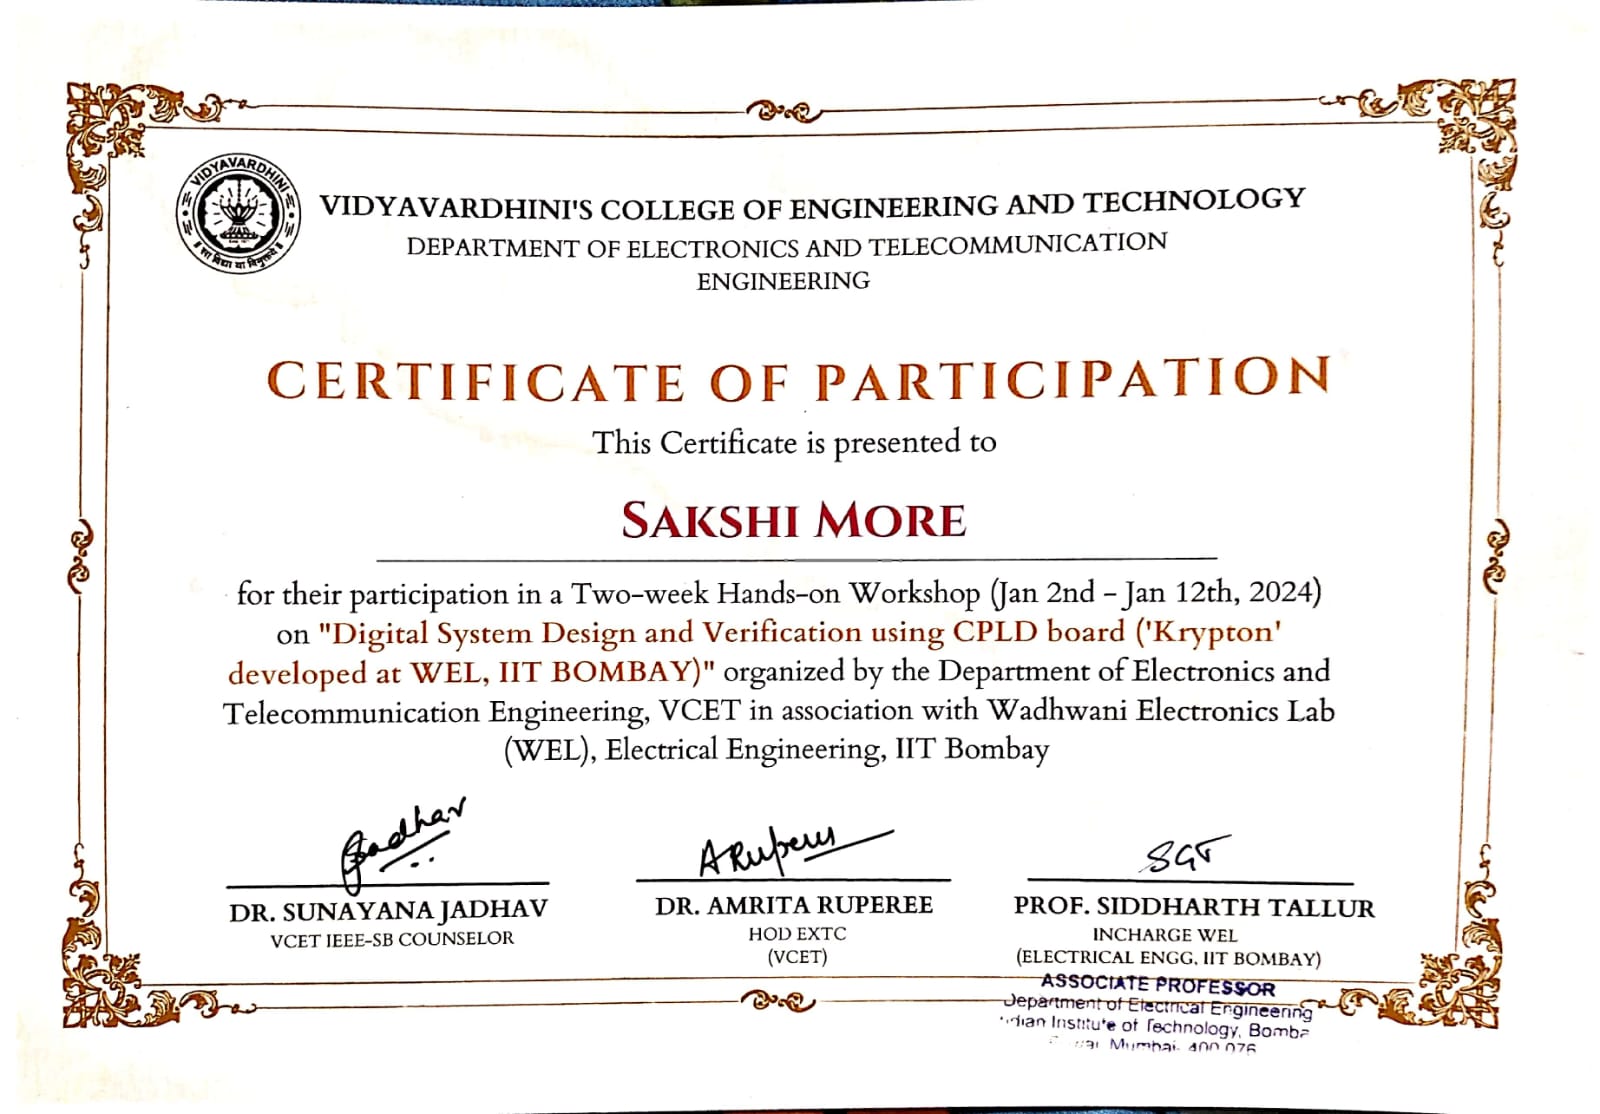 VIDYAVARDHINI
सा विद्या या विमुक्तये
VIDYAVARDHINI'S COLLEGE OF ENGINEERING AND TECHNOLOGY
DEPARTMENT OF ELECTRONICS AND TELECOMMUNICATION
ENGINEERING
CERTIFICATE OF PARTICIPATION
This Certificate is presented to
SAKSHI MORE
for their participation in a Two-week Hands-on Workshop (Jan 2nd - Jan 12th, 2024)
on "Digital System Design and Verification using CPLD board ('Krypton'
developed at WEL, IIT BOMBAY)" organized by the Department of Electronics and
Telecommunication Engineering, VCET in association with Wadhwani Electronics Lab
(WEL), Electrical Engineering, IIT Bombay
Jadhav
ARuperee
SGT
DR. SUNAYANA JADHAV
VCET IEEE-SB COUNSELOR
DR. AMRITA RUPEREE
HOD EXTC
(VCET)
PROF. SIDDHARTH TALLUR
INCHARGE WEL
(ELECTRICAL ENGG, IIT BOMBAY)
ASSOCIATE PROFESSOR
Department of Electrical Engineering
Institute of Technology, Bomba
Mumbai- 400 076